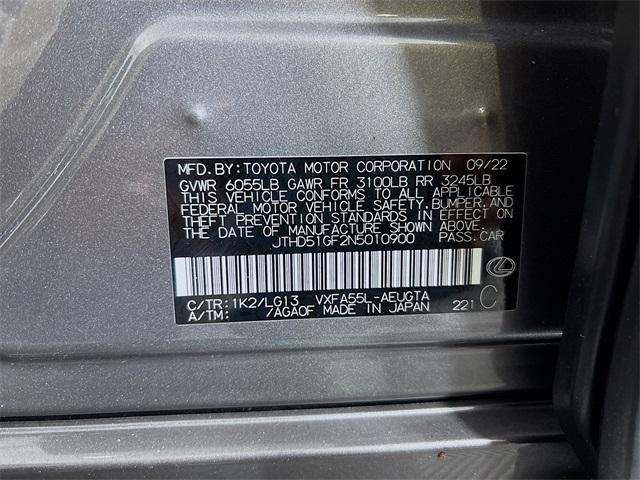 MFD.BY:TOYOTA MOTOR CORPORATION 09/22
GVWR 6055LB GAWR FR 3100LB RR 3245LB
THIS VEHICLE CONFORMS TO ALL APPLICABLE
FEDERAL MOTOR VEHICLE SAFETY,BUMPER,AND
THEFT PREVENTION STANDARDS IN EFFECT ON
THE DATE OF MANUFACTURE SHOWN ABOVE.
JTHD51GF2N5010900 PASS.CAR
C/TR:1K2/LG13 VXFA55L-AEUGTA
A/TM: /AGA0F MADE IN JAPAN 221 C